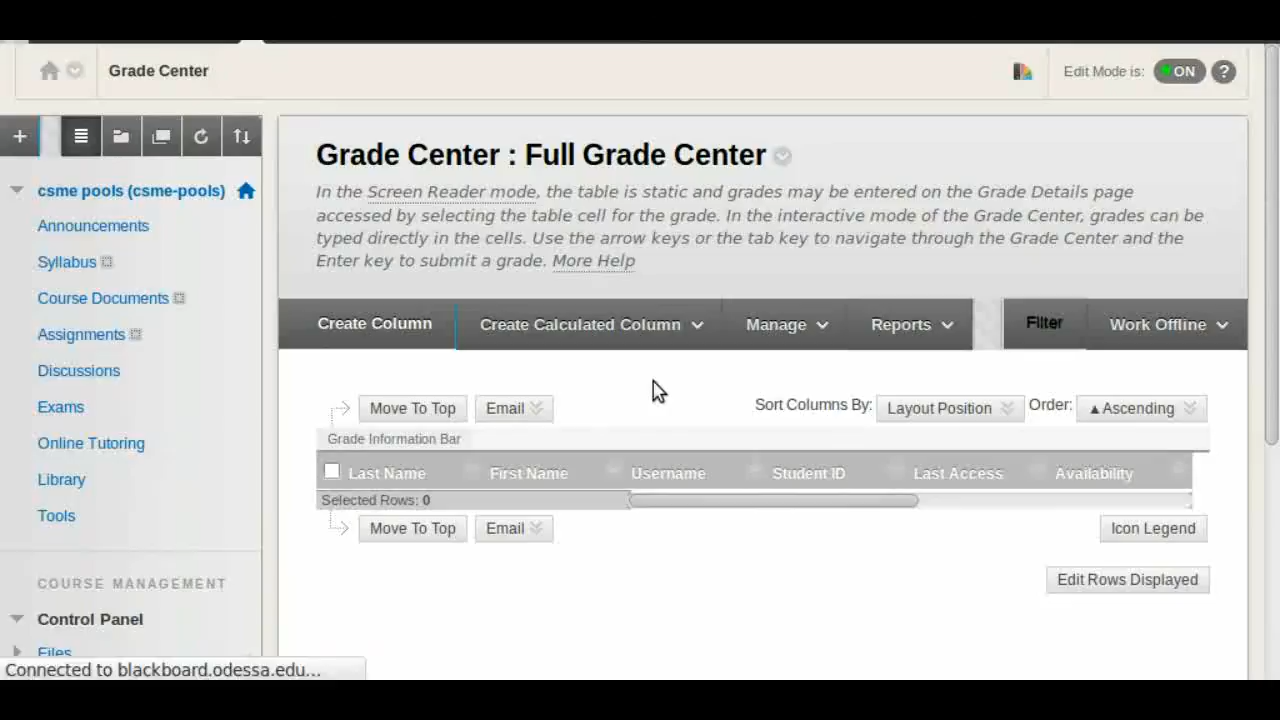 Grade Center
Edit Mode is: ON ?
csme pools (csme-pools)
Announcements
Syllabus
Course Documents
Assignments
Discussions
Exams
Online Tutoring
Library
Tools
COURSE MANAGEMENT
Control Panel
Files
Grade Center : Full Grade Center
In the Screen Reader mode, the table is static and grades may be entered on the Grade Details page
accessed by selecting the table cell for the grade. In the interactive mode of the Grade Center, grades can be
typed directly in the cells. Use the arrow keys or the tab key to navigate through the Grade Center and the
Enter key to submit a grade. More Help
Create Column Create Calculated Column Manage Reports Filter Work Offline
Move To Top Email Sort Columns By: Layout Position Order: ▲Ascending
Grade Information Bar
Last Name First Name Username Student ID Last Access Availability
Selected Rows: 0
Move To Top Email Icon Legend
Edit Rows Displayed
Connected to blackboard.odessa.edu...